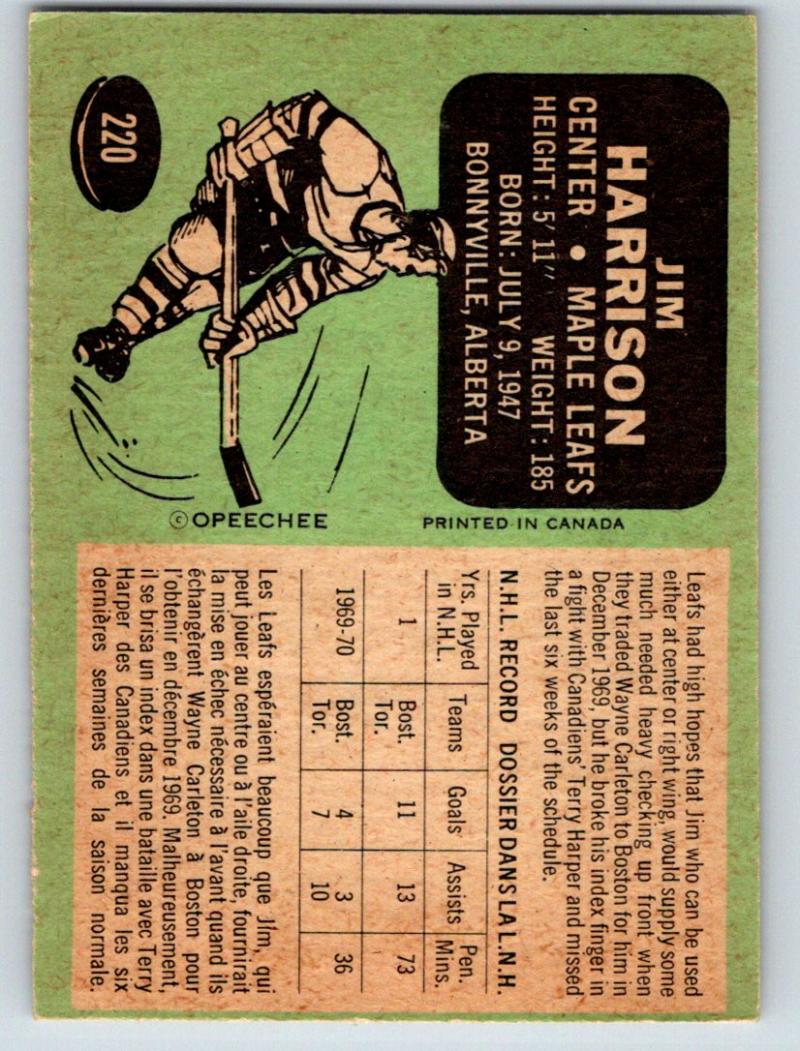 220
JIM
HARRISON
CENTER • MAPLE LEAFS
HEIGHT: 5'11" WEIGHT: 185
BORN: JULY 9, 1947
BONNYVILLE, ALBERTA
© OPEECHEE
PRINTED IN CANADA
Leafs had high hopes that Jim who can be used
either at center or right wing, would supply some
much needed heavy checking up front when
they traded Wayne Carleton to Boston for him in
December 1969, but he broke his index finger in
a fight with Canadiens' Terry Harper and missed
the last six weeks of the schedule.
N.H.L. RECORD DOSSIER DANS LA L.N.H.
Yrs. Played Teams Goals Assists Pen.
in N.H.L. Mins.
1 Bost. 11 13 73
Tor.
1969-70 Bost. 4 3
Tor. 7 10 36
Les Leafs espéraient beaucoup que Jim, qui
peut jouer au centre ou à l'aile droite, fournirait
la mise en échec nécessaire à l'avant quand ils
échangèrent Wayne Carleton à Boston pour
l'obtenir en décembre 1969. Malheureusement,
il se brisa un index dans une bataille avec Terry
Harper des Canadiens et il manqua les six
dernières semaines de la saison normale.